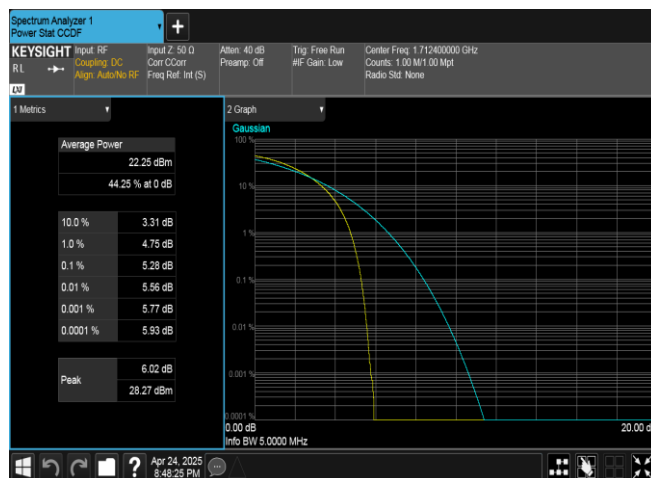 Spectrum Analyzer 1
Power Stat CCDF
+
KEYSIGHT
RL
LXI
Input: RF
Coupling: DC
Align: Auto/No RF
Input Z: 50 Ω
Corr CCorr
Freq Ref: Int (S)
Atten: 40 dB
Preamp: Off
Trig: Free Run
#IF Gain: Low
Center Freq: 1.712400000 GHz
Counts: 1.00 M/1.00 Mpt
Radio Std: None
1 Metrics
Average Power
22.25 dBm
44.25 % at 0 dB
10.0 % 3.31 dB
1.0 % 4.75 dB
0.1 % 5.28 dB
0.01 % 5.56 dB
0.001 % 5.77 dB
0.0001 % 5.93 dB
Peak
6.02 dB
28.27 dBm
2 Graph
Gaussian
100 %
10 %
1 %
0.1 %
0.01 %
0.001 %
0.0001 %
0.00 dB
20.00 d
Info BW 5.0000 MHz
?
Apr 24, 2025
8:48:25 PM